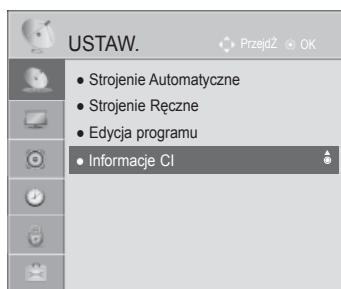 USTAW.
PrzejdŹ OK
● Strojenie Automatyczne
● Strojenie Ręczne
● Edycja programu
● Informacje CI